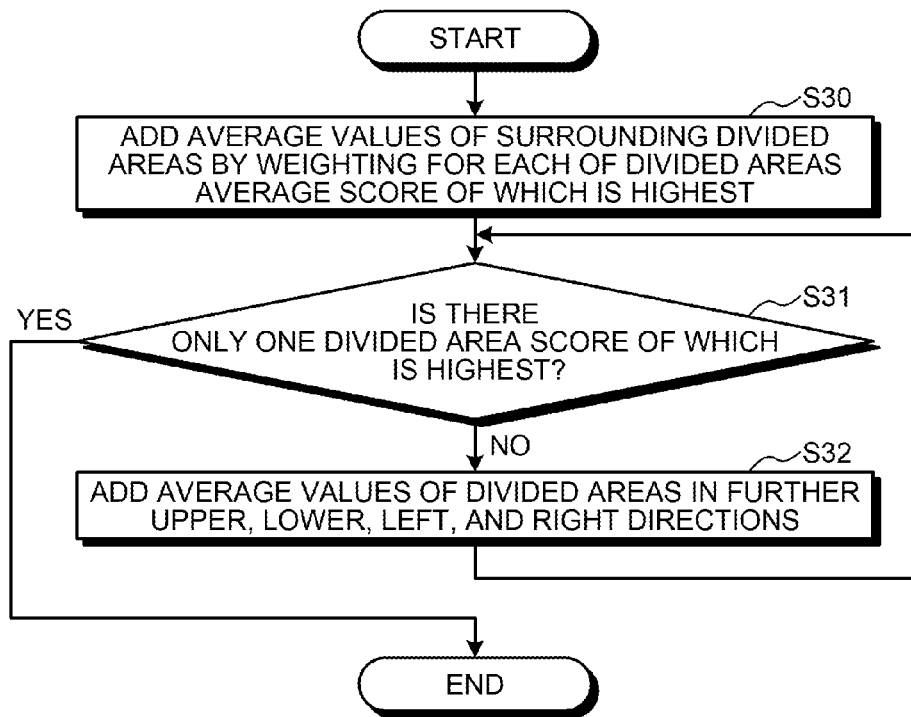 START
S30
ADD AVERAGE VALUES OF SURROUNDING DIVIDED
AREAS BY WEIGHTING FOR EACH OF DIVIDED AREAS
AVERAGE SCORE OF WHICH IS HIGHEST
S31
YES
IS THERE
ONLY ONE DIVIDED AREA SCORE OF WHICH
IS HIGHEST?
NO
S32
ADD AVERAGE VALUES OF DIVIDED AREAS IN FURTHER
UPPER, LOWER, LEFT, AND RIGHT DIRECTIONS
END